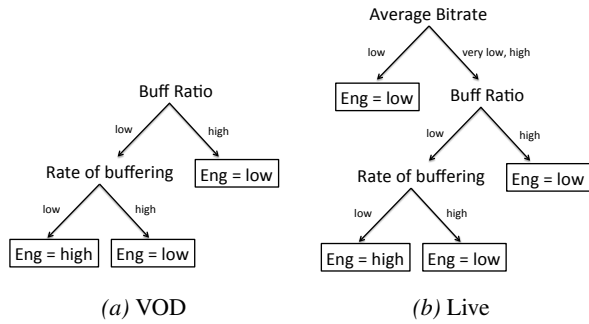 Buff Ratio
low
high
Rate of buffering
Eng = low
low
high
Eng = high
Eng = low
(a) VOD
Average Bitrate
low
very low, high
Eng = low
Buff Ratio
low
high
Rate of buffering
Eng = low
low
high
Eng = high
Eng = low
(b) Live